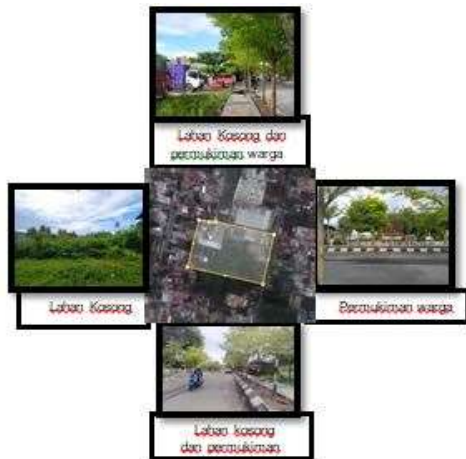 Lahan Kosong dan
permukiman warga
Lahan Kosong
Permukiman warga
Lahan kosong
dan permukiman